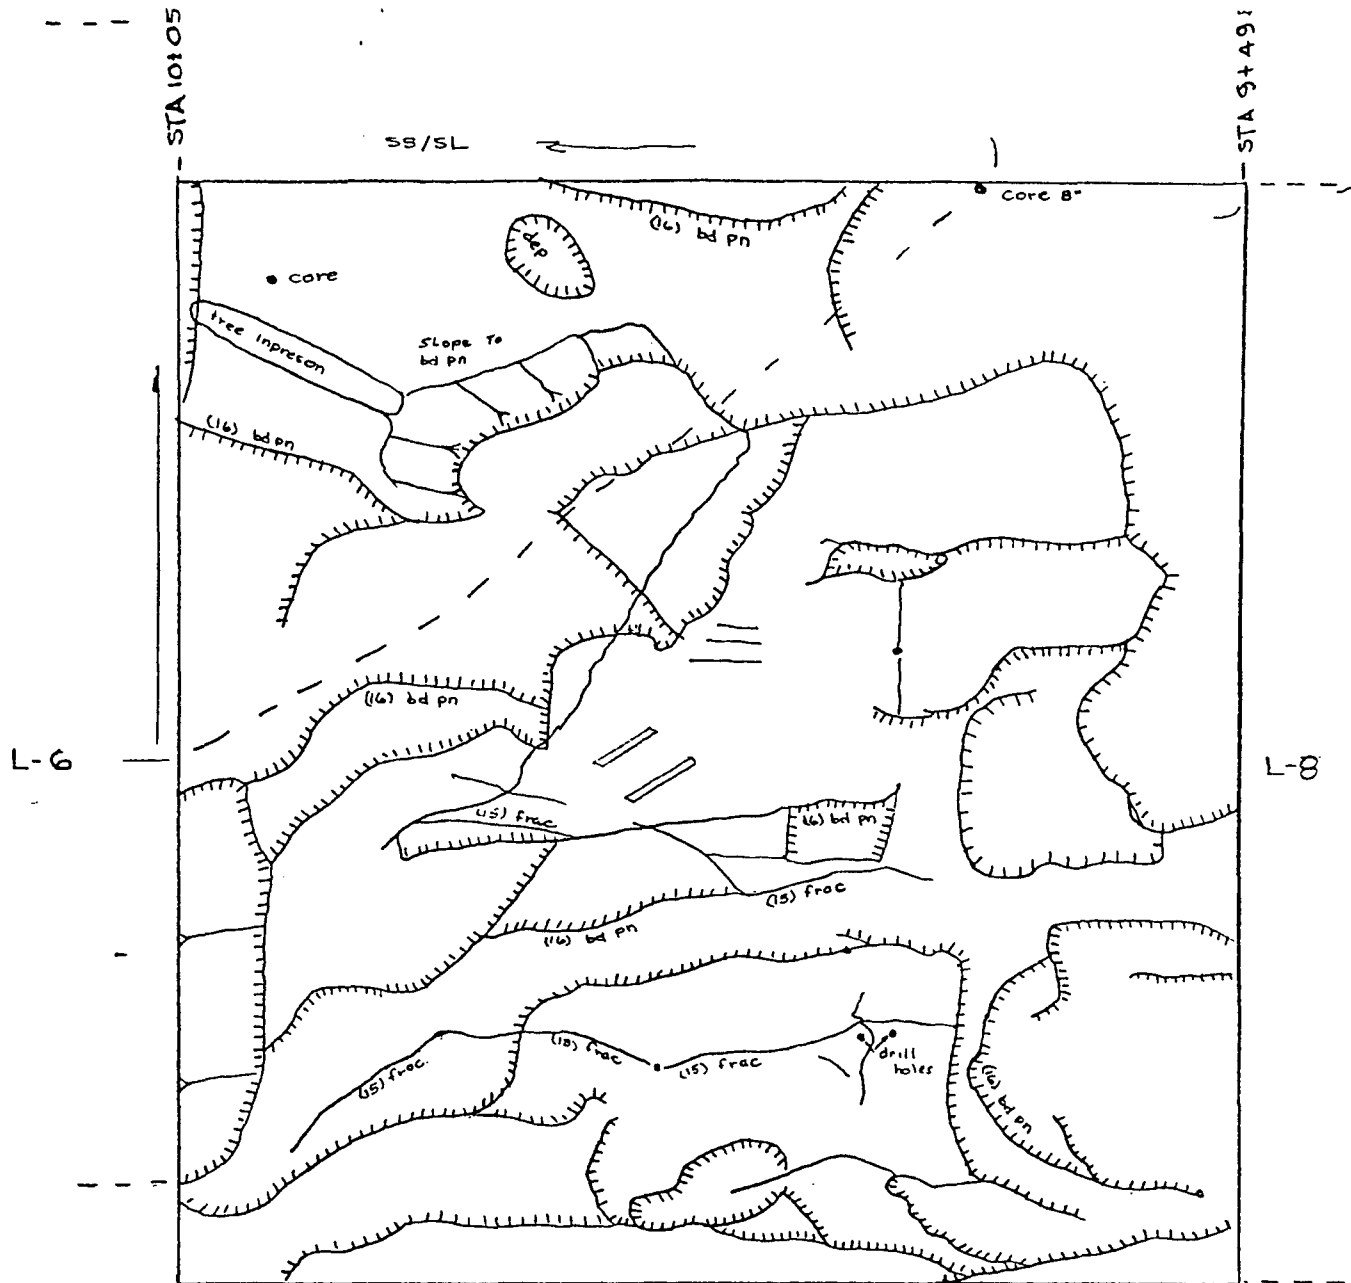 STA 10+05
STA 9+49
SS/SL
core 8"
(16) bd pn
dep
core
tree inpreson
SLope To
bd pn
(16) bd pn
(16) bd pn
L-6
L-8
(15) frac
(16) bd pn
(15) frac
(16) bd pn
(15) frac.
(15) frac
(15) frac
drill
holes
(16) bd pn